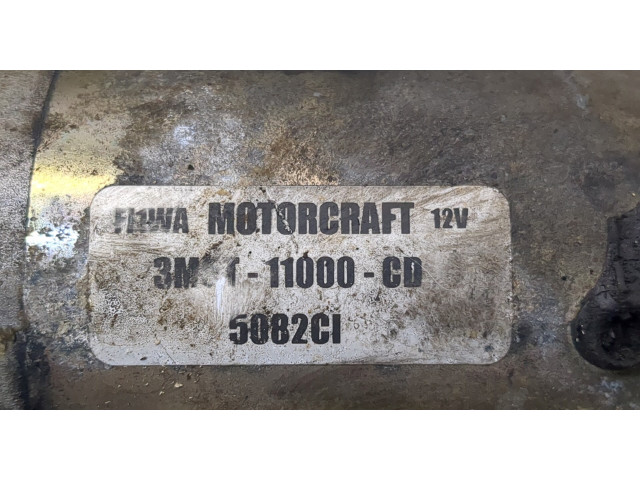 MOTORCRAFT 12V
- 11000 - CD
5082CI